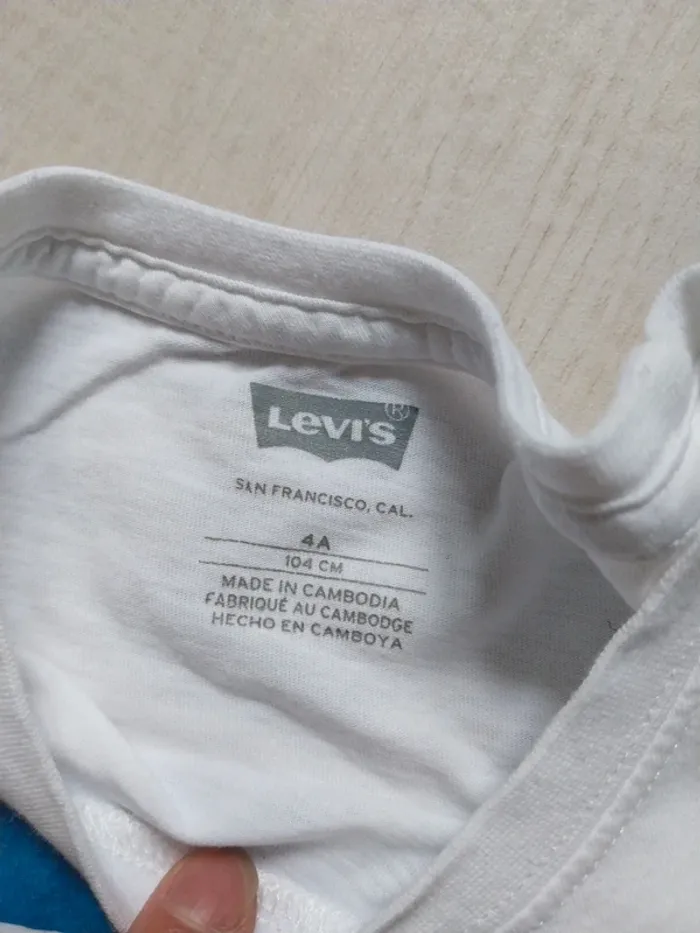 Levi's ®
SAN FRANCISCO, CAL.
4A
104 CM
MADE IN CAMBODIA
FABRIQUÉ AU CAMBODGE
HECHO EN CAMBOYA